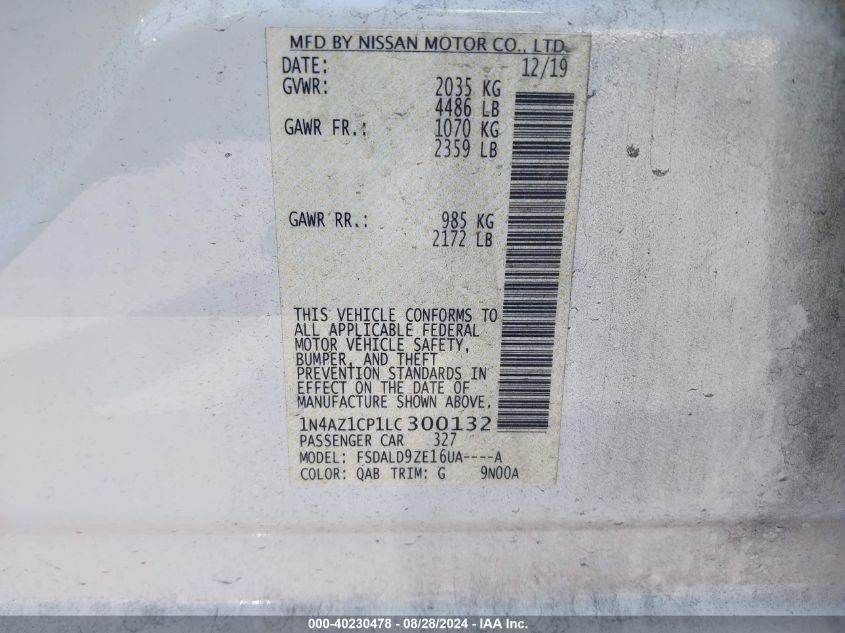 MFD BY NISSAN MOTOR CO., LTD.
DATE: 12/19
GVWR: 2035 KG
4486 LB
GAWR FR.: 1070 KG
2359 LB
GAWR RR.: 985 KG
2172 LB
THIS VEHICLE CONFORMS TO
ALL APPLICABLE FEDERAL
MOTOR VEHICLE SAFETY,
BUMPER, AND THEFT
PREVENTION STANDARDS IN
EFFECT ON THE DATE OF
MANUFACTURE SHOWN ABOVE.
1N4AZ1CP1LC300132
PASSENGER CAR 327
MODEL: FSDALD9ZE16UA----A
COLOR: QAB TRIM: G 9N00A
000-40230478 - 08/28/2024 - IAA Inc.